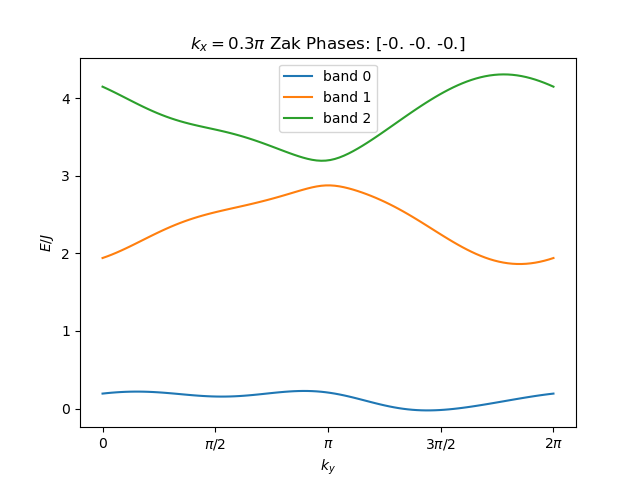 $k_x = 0.3\pi$ Zak Phases: [-0. -0. -0.]
band 0
band 1
band 2
E/J
4
3
2
1
0
0
π/2
π
3π/2
2π
$k_y$